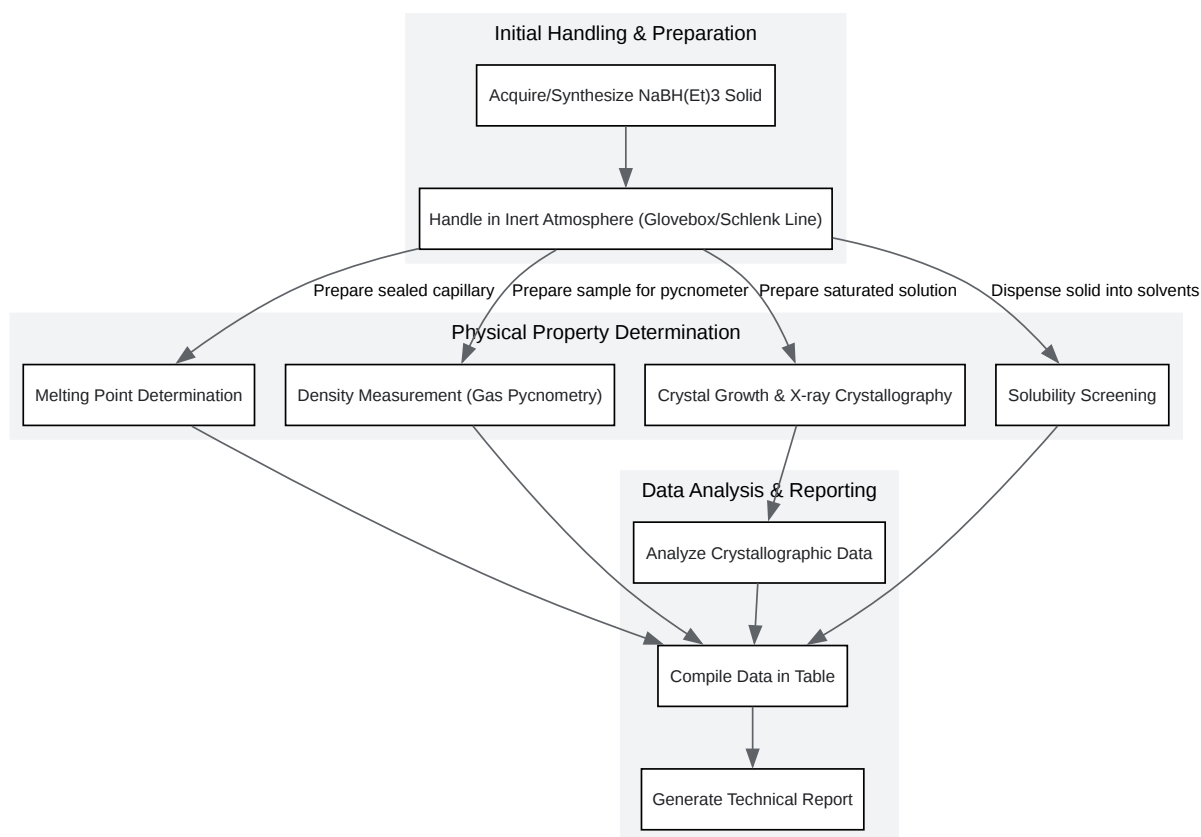 Initial Handling & Preparation
Acquire/Synthesize NaBH(Et)3 Solid
Handle in Inert Atmosphere (Glovebox/Schlenk Line)
Prepare sealed capillary
Prepare sample for pycnometer
Prepare saturated solution
Dispense solid into solvents
Physical Property Determination
Melting Point Determination
Density Measurement (Gas Pycnometry)
Crystal Growth & X-ray Crystallography
Solubility Screening
Data Analysis & Reporting
Analyze Crystallographic Data
Compile Data in Table
Generate Technical Report